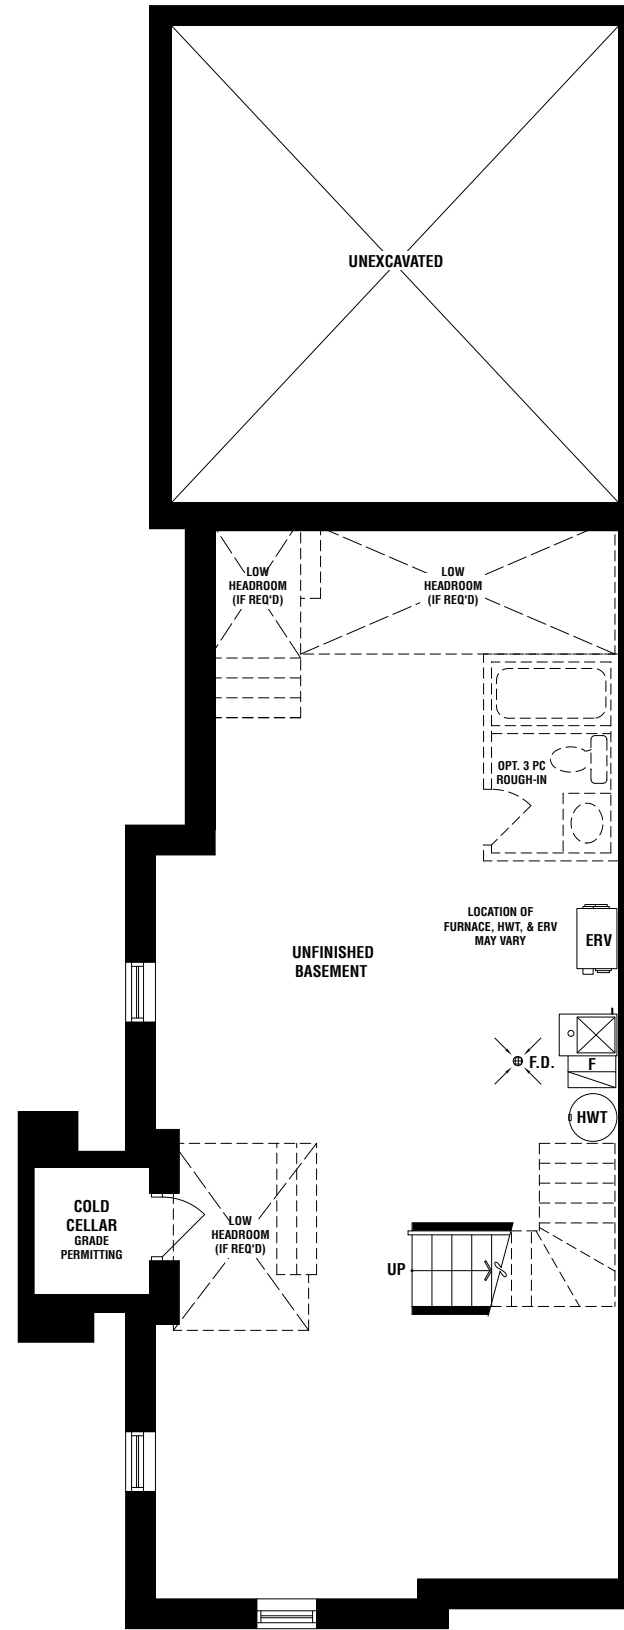 UNEXCAVATED
LOW
HEADROOM
(IF REQ'D)
LOW
HEADROOM
(IF REQ'D)
OPT. 3 PC
ROUGH-IN
LOCATION OF
FURNACE, HWT, & ERV
MAY VARY
ERV
UNFINISHED
BASEMENT
F.D.
F
HWT
COLD
CELLAR
GRADE
PERMITTING
LOW
HEADROOM
(IF REQ'D)
UP